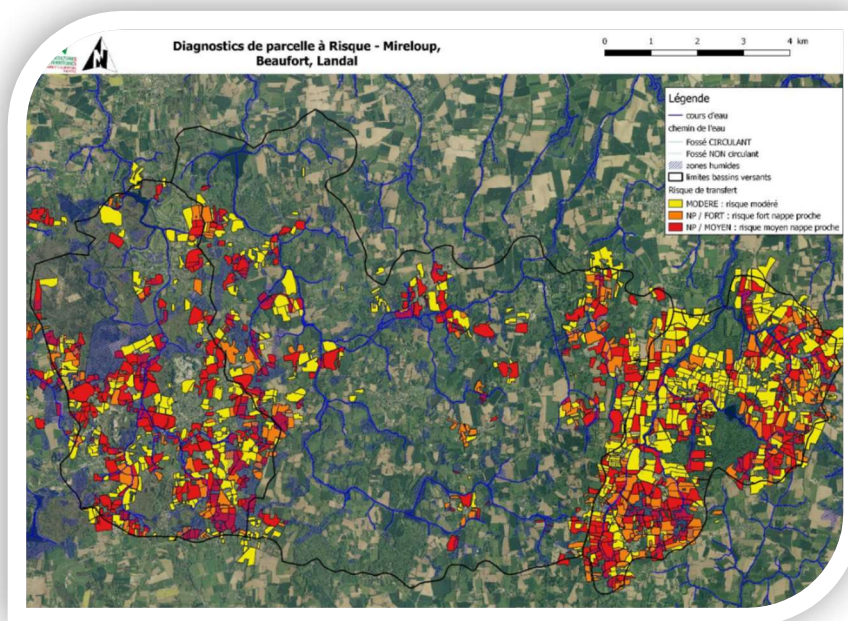 Diagnostics de parcelle à Risque - Mireloup,
Beaufort, Landal
0 1 2 3 4 km
Légende
cours d'eau
chemin de l'eau
Fossé CIRCULANT
Fossé NON circulant
zones humides
limites bassins versants
Risque de transfert
MODERE : risque modéré
NP / FORT : risque fort nappe proche
NP / MOYEN : risque moyen nappe proche